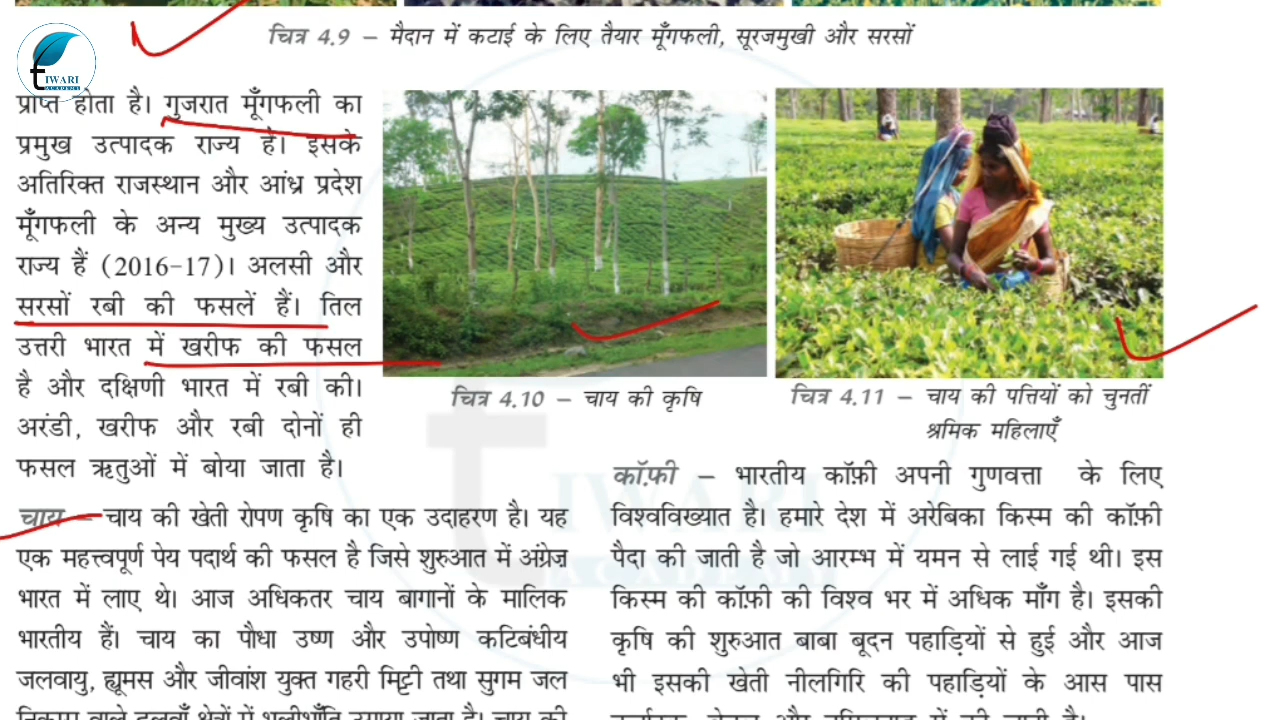 चित्र 4.9 – मैदान में कटाई के लिए तैयार मूँगफली, सूरजमुखी और सरसों
TIWARI
ACADEMY
प्राप्त होता है। गुजरात मूँगफली का
प्रमुख उत्पादक राज्य है। इसके
अतिरिक्त राजस्थान और आंध्र प्रदेश
मूँगफली के अन्य मुख्य उत्पादक
राज्य हैं (2016-17)। अलसी और
सरसों रबी की फसलें हैं। तिल
उत्तरी भारत में खरीफ की फसल
है और दक्षिणी भारत में रबी की।
अरंडी, खरीफ और रबी दोनों ही
फसल ऋतुओं में बोया जाता है।
चित्र 4.10 – चाय की कृषि
चित्र 4.11 – चाय की पत्तियों को चुनतीं
श्रमिक महिलाएँ
चाय – चाय की खेती रोपण कृषि का एक उदाहरण है। यह
एक महत्त्वपूर्ण पेय पदार्थ की फसल है जिसे शुरुआत में अंग्रेज़
भारत में लाए थे। आज अधिकतर चाय बागानों के मालिक
भारतीय हैं। चाय का पौधा उष्ण और उपोष्ण कटिबंधीय
जलवायु, ह्यूमस और जीवांश युक्त गहरी मिट्टी तथा सुगम जल
कॉफ़ी – भारतीय कॉफ़ी अपनी गुणवत्ता के लिए
विश्वविख्यात है। हमारे देश में अरेबिका किस्म की कॉफ़ी
पैदा की जाती है जो आरम्भ में यमन से लाई गई थी। इस
किस्म की कॉफ़ी की विश्व भर में अधिक माँग है। इसकी
कृषि की शुरुआत बाबा बूदन पहाड़ियों से हुई और आज
भी इसकी खेती नीलगिरि की पहाड़ियों के आस पास